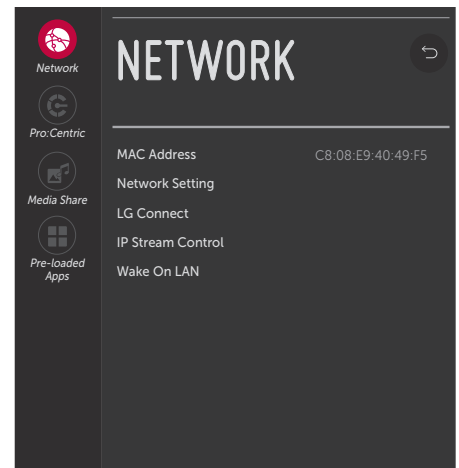 Network
Pro:Centric
Media Share
Pre-loaded
Apps
NETWORK
MAC Address C8:08:E9:40:49:F5
Network Setting
LG Connect
IP Stream Control
Wake On LAN